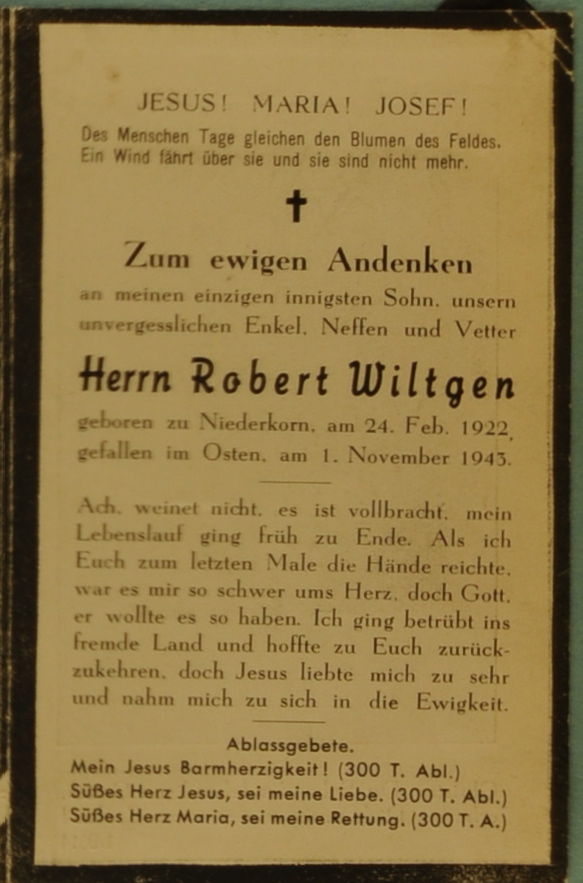 JESUS! MARIA! JOSEF!
Des Menschen Tage gleichen den Blumen des Feldes.
Ein Wind fährt über sie und sie sind nicht mehr.
Zum ewigen Andenken
an meinen einzigen innigsten Sohn, unsern
unvergesslichen Enkel, Neffen und Vetter
Herrn Robert Wiltgen
geboren zu Niederkorn, am 24. Feb. 1922,
gefallen im Osten, am 1. November 1943.
Ach, weinet nicht, es ist vollbracht, mein
Lebenslauf ging früh zu Ende. Als ich
Euch zum letzten Male die Hände reichte,
war es mir so schwer ums Herz, doch Gott,
er wollte es so haben. Ich ging betrübt ins
fremde Land und hoffte zu Euch zurück-
zukehren, doch Jesus liebte mich zu sehr
und nahm mich zu sich in die Ewigkeit.
Ablassgebete.
Mein Jesus Barmherzigkeit! (300 T. Abl.)
Süßes Herz Jesus, sei meine Liebe. (300 T. Abl.)
Süßes Herz Maria, sei meine Rettung. (300 T. A.)